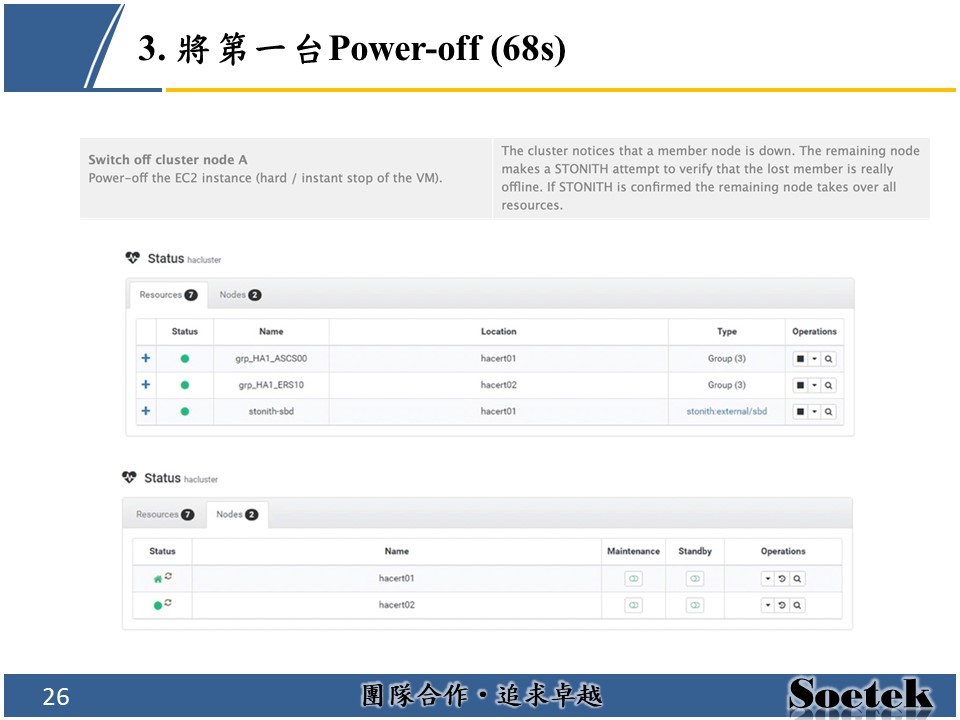 3. 將第一台Power-off (68s)
Switch off cluster node A
Power-off the EC2 instance (hard / instant stop of the VM).
The cluster notices that a member node is down. The remaining node
makes a STONITH attempt to verify that the lost member is really
offline. If STONITH is confirmed the remaining node takes over all
resources.
Status hacluster
Resources 7 Nodes 2
Status Name Location Type Operations
grp_HA1_ASCS00 hacert01 Group (3)
grp_HA1_ERS10 hacert02 Group (3)
stonith-sbd hacert01 stonith:external/sbd
Status hacluster
Resources 7 Nodes 2
Status Name Maintenance Standby Operations
hacert01
hacert02
26 團隊合作・追求卓越 Soetek